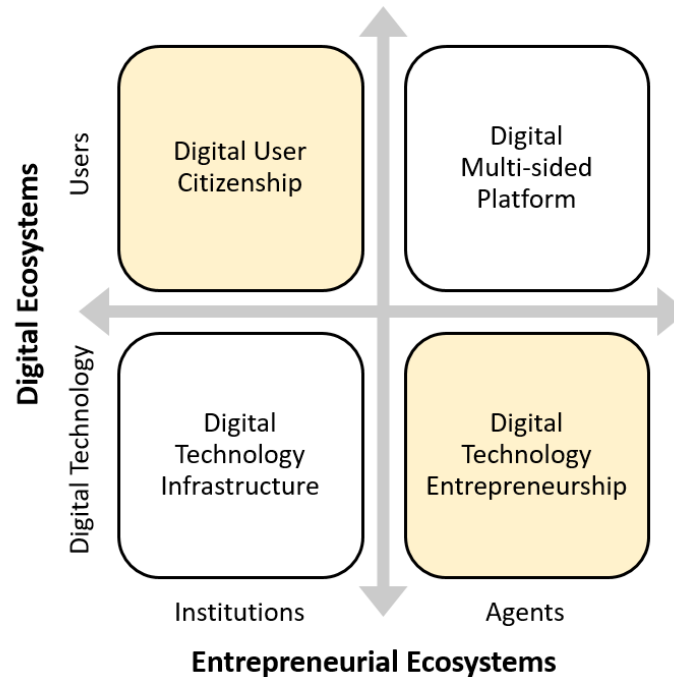 Digital Ecosystems
Users
Digital User
Citizenship
Digital
Multi-sided
Platform
Digital Technology
Digital
Technology
Infrastructure
Digital
Technology
Entrepreneurship
Institutions
Agents
Entrepreneurial Ecosystems